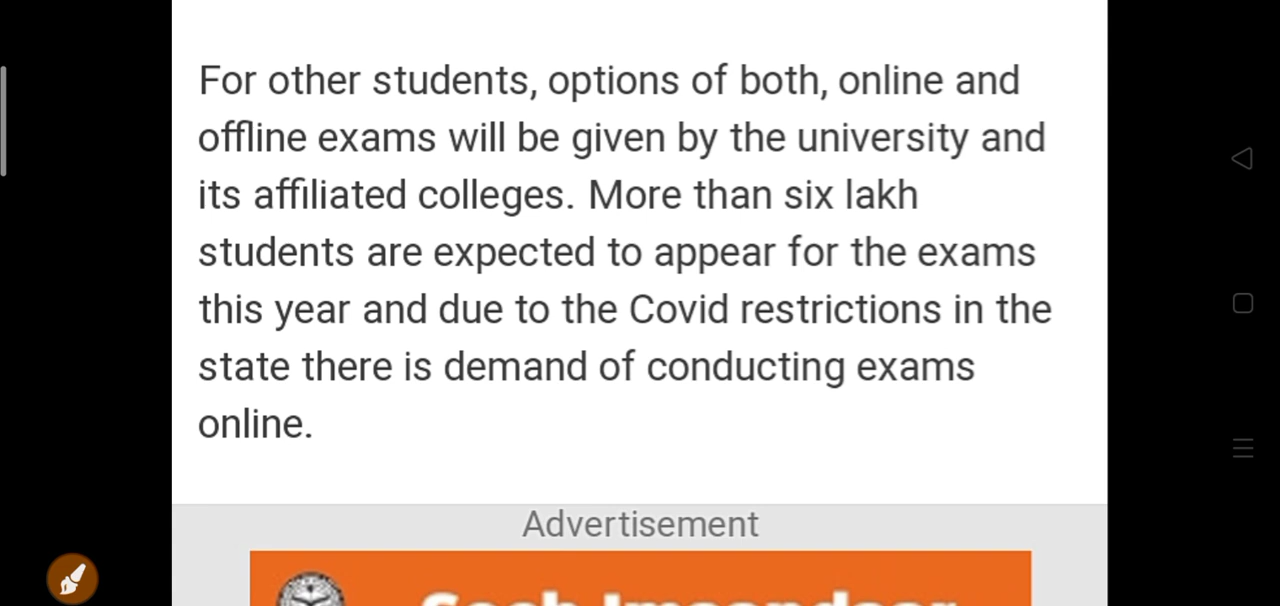 For other students, options of both, online and
offline exams will be given by the university and
its affiliated colleges. More than six lakh
students are expected to appear for the exams
this year and due to the Covid restrictions in the
state there is demand of conducting exams
online.
Advertisement